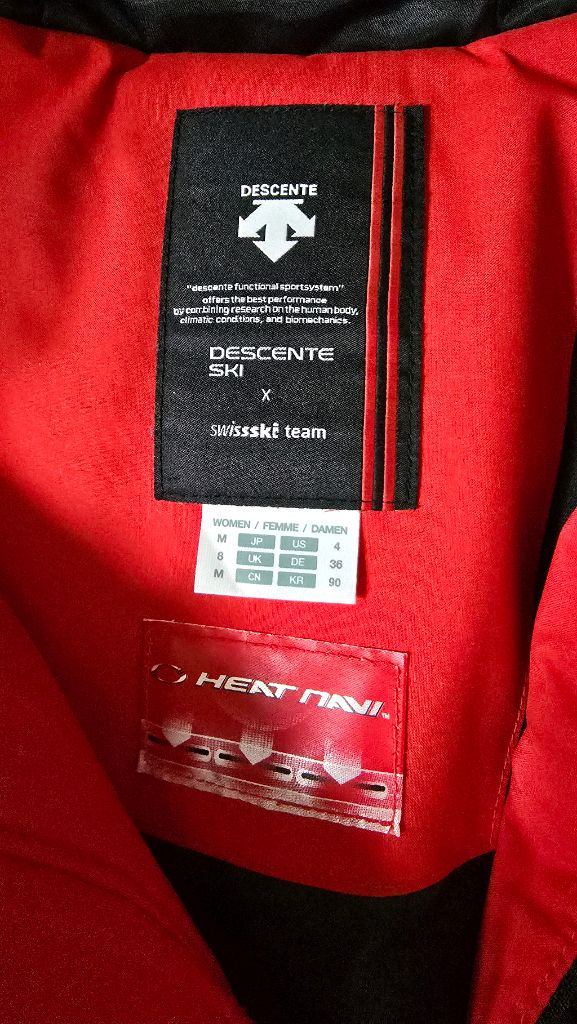 DESCENTE
"descente functional sportsystem"
offers the best performance
by combining research on the human body,
climatic conditions, and biomechanics.
DESCENTE
SKI
X
swissski team
WOMEN / FEMME / DAMEN
M JP US 4
8 UK DE 36
M CN KR 90
HEAT NAVI™